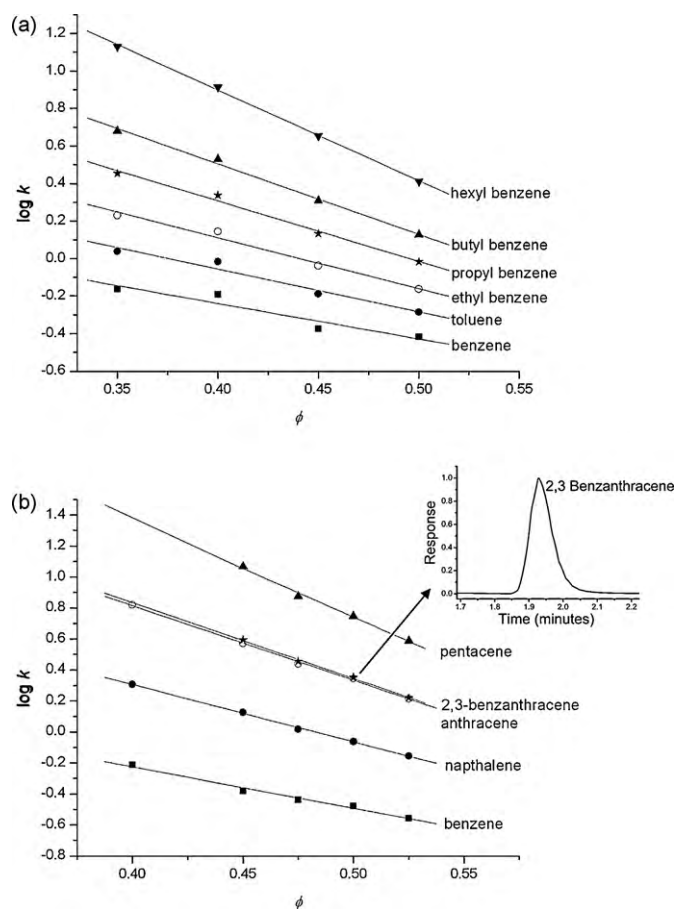 (a)
1.2
1.0
0.8
0.6
0.4
0.2
0.0
-0.2
-0.4
-0.6
log k
hexyl benzene
butyl benzene
propyl benzene
ethyl benzene
toluene
benzene
0.35 0.40 0.45 0.50 0.55
ϕ
(b)
1.4
1.2
1.0
0.8
0.6
0.4
0.2
0.0
-0.2
-0.4
-0.6
-0.8
log k
2,3 Benzanthracene
Response
1.0
0.8
0.6
0.4
0.2
0.0
1.7 1.8 1.9 2.0 2.1 2.2
Time (minutes)
pentacene
2,3-benzanthracene
anthracene
napthalene
benzene
0.40 0.45 0.50 0.55
ϕ